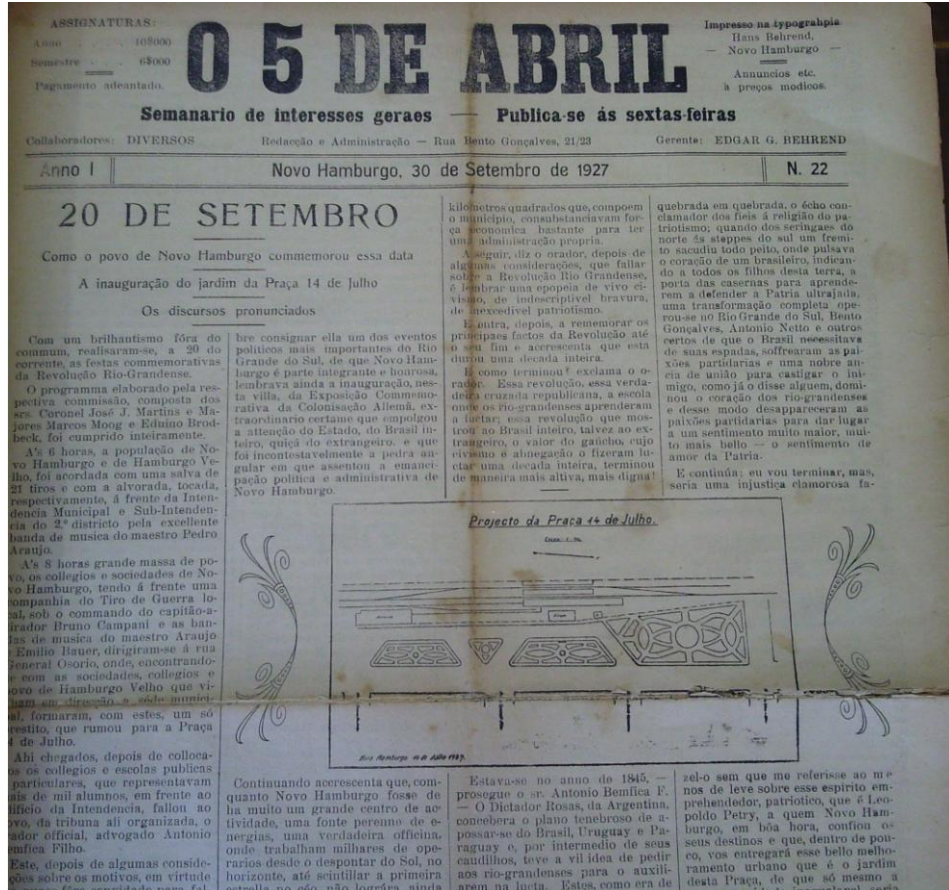 ASSIGNATURAS:
Anno 10$000
Semestre 6$000
Pagamento adeantado.
O 5 DE ABRIL
Impresso na typograhpia
Hans Behrend,
— Novo Hamburgo —
Annuncios etc.
à preços modicos.
Semanario de interesses geraes — Publica-se ás sextas-feiras
Collaboradores: DIVERSOS
Redacção e Administração — Rua Bento Gonçalves, 21/23
Gerente: EDGAR G. BEHREND
Anno I
Novo Hamburgo, 30 de Setembro de 1927
N. 22
20 DE SETEMBRO
Como o povo de Novo Hamburgo commemorou essa data
A inauguração do jardim da Praça 14 de Julho
Os discursos pronunciados
Com um brilhantismo fóra do
commum, realisaram-se, a 20 do
corrente, as festas commemorativas
da Revolução Rio-Grandense.
O programma elaborado pela res-
pectiva commissão, composta dos
srs. Coronel José J. Martins e Ma-
jores Marcos Moog e Eduino Brod-
beck, foi cumprido inteiramente.
A's 6 horas, a população de No-
vo Hamburgo e de Hamburgo Ve-
lho, foi acordada com uma salva de
21 tiros e com a alvorada, tocada,
respectivamente, á frente da Inten-
dencia Municipal e Sub-Intenden-
cia do 2.º districto pela excellente
banda de musica do maestro Pedro
Araujo.
A's 8 horas grande massa de po-
vo, os collegios e sociedades de No-
vo Hamburgo, tendo á frente uma
companhia do Tiro de Guerra lo-
cal, sob o commando do capitão-a-
tirador Bruno Campani e as ban-
das de musica do maestro Araujo
e Emilio Bauer, dirigiram-se á rua
General Osorio, onde, encontrando-
se com as sociedades, collegios e
povo de Hamburgo Velho que vi-
nham em direcção a séde munici-
pal, formaram, com estes, um só
prestito, que rumou para a Praça
14 de Julho.
Ahi chegados, depois de colloca-
dos os collegios e escolas publicas
e particulares, que representavam
mais de mil alumnos, em frente ao
edificio da Intendencia, fallou ao
povo, da tribuna ali organizada, o
orador official, advogado Antonio
Bemfica Filho.
Este, depois de algumas conside-
rações sobre os motivos, em virtude
bre consignar ella um dos eventos
politicos mais importantes do Rio
Grande do Sul, de que Novo Ham-
burgo é parte integrante e honrosa,
lembrava ainda a inauguração, nes-
ta villa, da Exposição Commemo-
rativa da Colonisação Allemã, ex-
traordinario certame que empolgou
a attenção do Estado, do Brasil in-
teiro, quiçá do extrangeiro, e que
foi incontestavelmente a pedra an-
gular em que assentou a emanci-
pação politica e administrativa de
Novo Hamburgo.
Continuando accrescenta que, com-
quanto Novo Hamburgo fosse de
ha muito um grande centro de ac-
tividade, uma fonte perenne de e-
nergias, uma verdadeira officina,
onde trabalham milhares de ope-
rarios desde o despontar do Sol, no
horizonte, até scintillar a primeira
estrella no céo, não lográra ainda
kilometros quadrados que, compoem
o municipio, consubstanciavam for-
ça economica bastante para ter
uma administração propria.
A seguir, diz o orador, depois de
algumas considerações, que fallar
sobre a Revolução Rio Grandense,
é lembrar uma epopeia de vivo ci-
vismo, de indescriptivel bravura,
de inexcedivel patriotismo.
E entra, depois, a rememorar os
principaes factos da Revolução até
o seu fim e accrescenta que está
durou uma decada inteira.
E como terminou? exclama o o-
rador. Essa revolução, essa verda-
deira cruzada republicana, a escola
onde os rio-grandenses aprenderam
a luctar; essa revolução que mos-
trou ao Brasil inteiro, talvez ao ex-
trangeiro, o valor do gaúcho, cujo
civismo e abnegação o fizeram lu-
ctar uma decada inteira, terminou
de maneira mais altiva, mais digna!
Estava-se no anno de 1845, —
prosegue o sr. Antonio Bemfica F.
— O Dictador Rosas, da Argentina,
concebera o plano tenebroso de a-
possar-se do Brasil, Uruguay e Pa-
raguay e, por intermedio de seus
caudilhos, teve a vil idea de pedir
aos rio-grandenses para o auxili-
arem na lucta. Estes, como era de
quebrada em quebrada, o écho con-
clamador dos fieis á religião do pa-
triotismo; quando dos seringaes do
norte ás steppes do sul um fremi-
to sacudiu todo peito, onde pulsava
o coração de um brasileiro, indican-
do a todos os filhos desta terra, a
porta das casernas para aprende-
rem a defender a Patria ultrajada,
uma transformação completa ope-
rou-se no Rio Grande do Sul, Bento
Gonçalves, Antonio Netto e outros
certos de que o Brasil necessitava
de suas espadas, soffrearam as pai-
xões partidarias e uma nobre an-
cia de união para castigar o ini-
migo, como já o disse alguem, domi-
nou o coração dos rio-grandenses
e desse modo desappareceram as
paixões partidarias para dar logar
a um sentimento muito maior, mui-
to mais bello — o sentimento de
amor da Patria.
E continúa: eu vou terminar, mas,
seria uma injustiça clamorosa fa-
zel-o sem que me referisse ao me
nos de leve sobre esse espirito em-
prehendedor, patriotico, que é Leo-
poldo Petry, a quem Novo Ham-
burgo, em bôa hora, confiou os
seus destinos e que, dentro de pou-
co, vos entregará esse bello melho-
ramento urbano que é o jardim
desta Praça, de que só mesmo a
Projecto da Praça 14 de Julho.
Novo Hamburgo